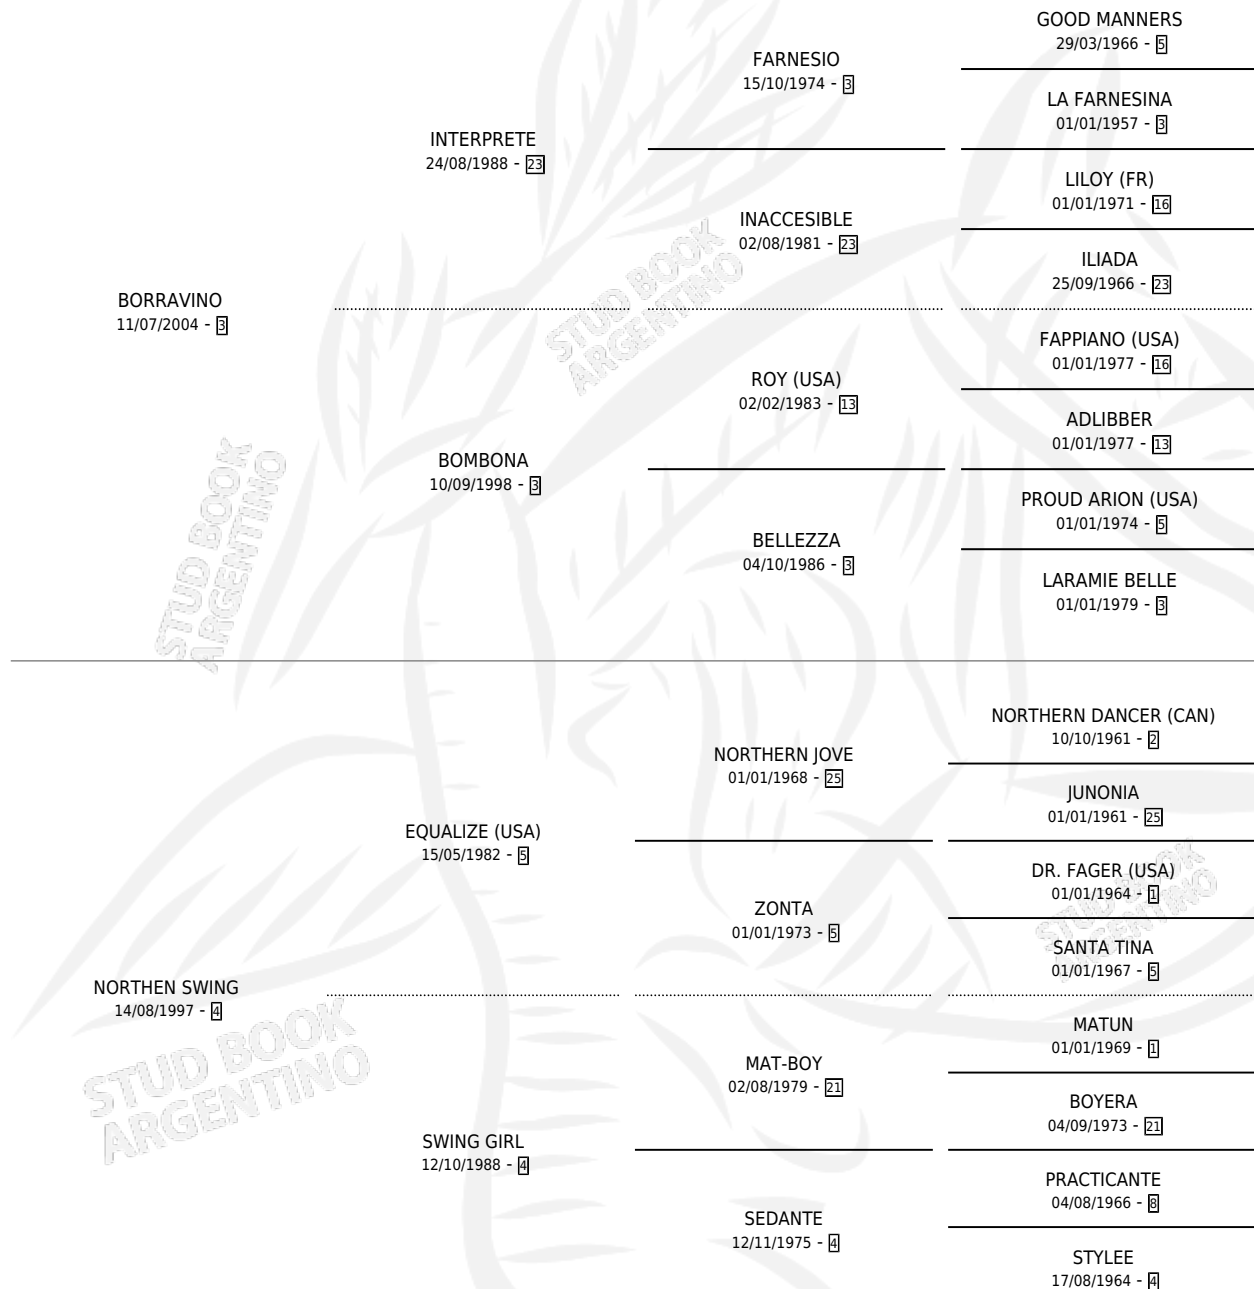 GOOD MANNERS
29/03/1966 - 5
FARNESIO
15/10/1974 - 3
LA FARNESINA
01/01/1957 - 3
INTERPRETE
24/08/1988 - 23
LILOY (FR)
01/01/1971 - 16
INACCESIBLE
02/08/1981 - 23
ILIADA
25/09/1966 - 23
BORRAVINO
11/07/2004 - 3
FAPPIANO (USA)
01/01/1977 - 16
ROY (USA)
02/02/1983 - 13
ADLIBBER
01/01/1977 - 13
BOMBONA
10/09/1998 - 3
PROUD ARION (USA)
01/01/1974 - 5
BELLEZZA
04/10/1986 - 3
LARAMIE BELLE
01/01/1979 - 3
NORTHERN DANCER (CAN)
10/10/1961 - 2
NORTHERN JOVE
01/01/1968 - 25
JUNONIA
01/01/1961 - 25
EQUALIZE (USA)
15/05/1982 - 5
DR. FAGER (USA)
01/01/1964 - 1
ZONTA
01/01/1973 - 5
SANTA TINA
01/01/1967 - 5
NORTHEN SWING
14/08/1997 - 4
MATUN
01/01/1969 - 1
MAT-BOY
02/08/1979 - 21
BOYERA
04/09/1973 - 21
SWING GIRL
12/10/1988 - 4
PRACTICANTE
04/08/1966 - 8
SEDANTE
12/11/1975 - 4
STYLEE
17/08/1964 - 4
STUD BOOK
ARGENTINO
STUD BOOK
ARGENTINO
STUD BOOK
ARGENTINO
STUD BOOK
ARGENTINO